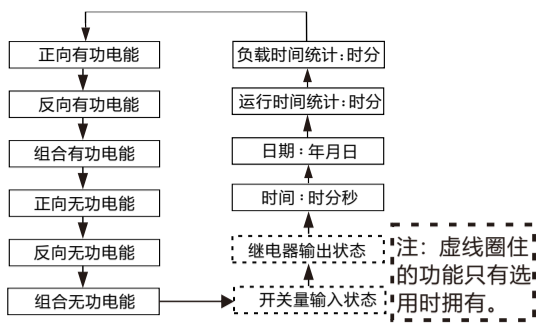 正向有功电能
反向有功电能
组合有功电能
正向无功电能
反向无功电能
组合无功电能
负载时间统计:时分
运行时间统计:时分
日期:年月日
时间:时分秒
继电器输出状态
开关量输入状态
注：虚线圈住
的功能只有选
用时拥有。